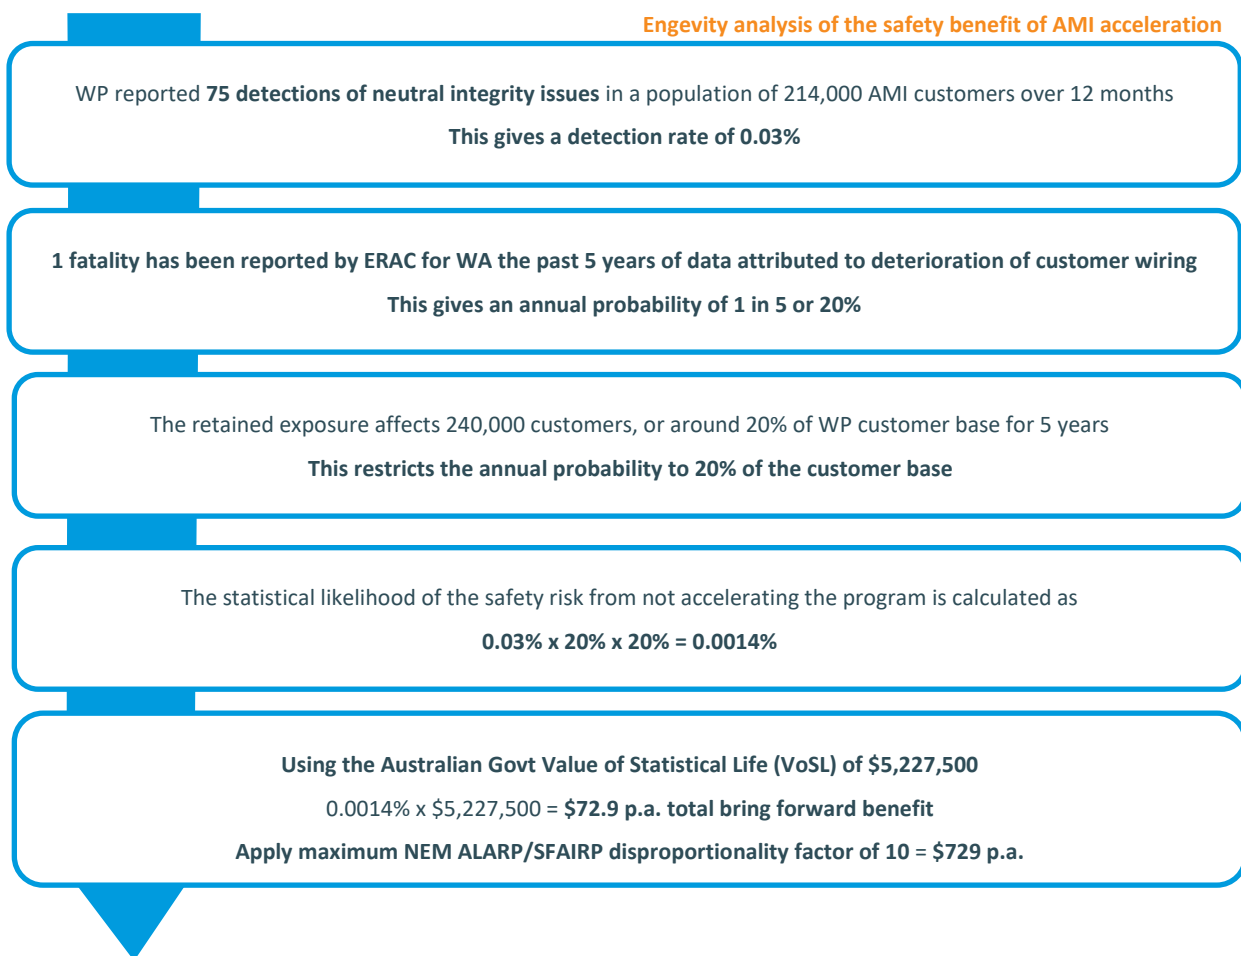 Engevity analysis of the safety benefit of AMI acceleration
WP reported 75 detections of neutral integrity issues in a population of 214,000 AMI customers over 12 months
This gives a detection rate of 0.03%
1 fatality has been reported by ERAC for WA the past 5 years of data attributed to deterioration of customer wiring
This gives an annual probability of 1 in 5 or 20%
The retained exposure affects 240,000 customers, or around 20% of WP customer base for 5 years
This restricts the annual probability to 20% of the customer base
The statistical likelihood of the safety risk from not accelerating the program is calculated as
0.03% x 20% x 20% = 0.0014%
Using the Australian Govt Value of Statistical Life (VoSL) of $5,227,500
0.0014% x $5,227,500 = $72.9 p.a. total bring forward benefit
Apply maximum NEM ALARP/SFAIRP disproportionality factor of 10 = $729 p.a.